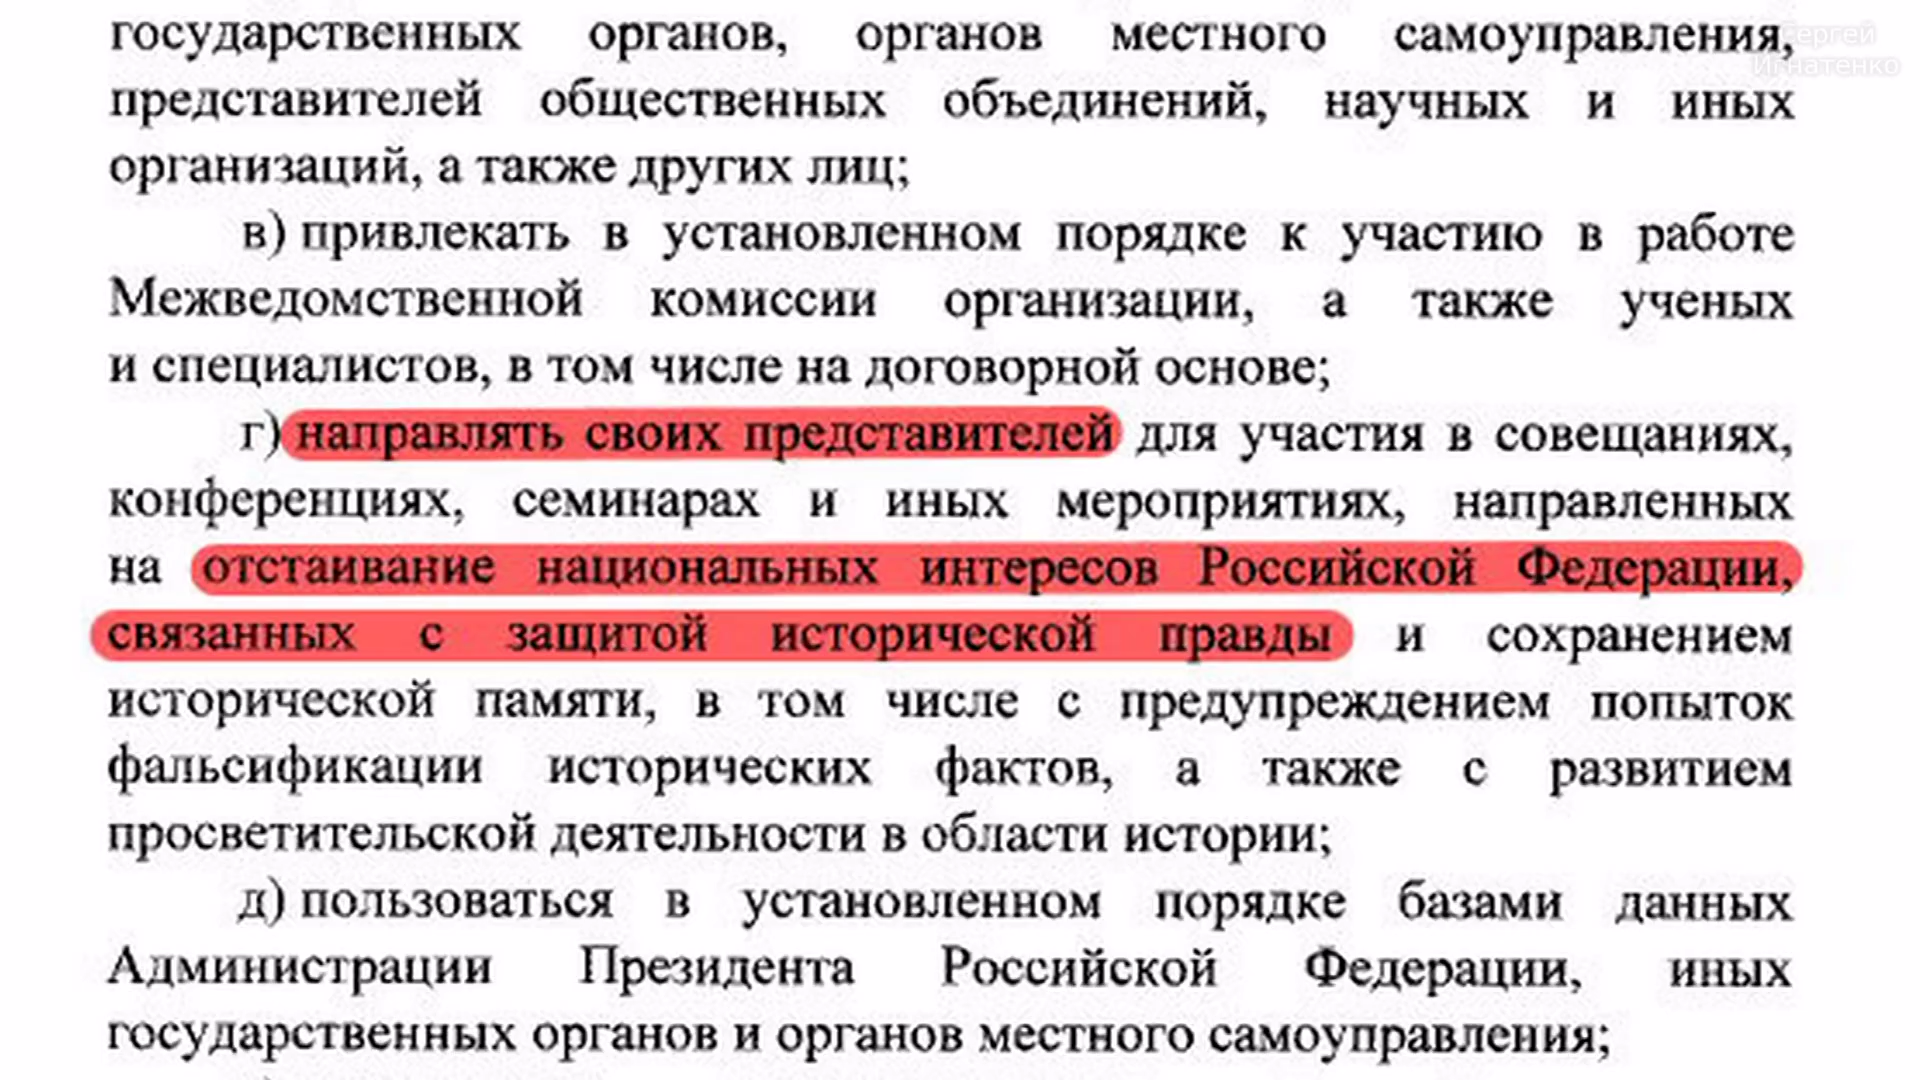 государственных органов, органов местного самоуправления,
Сергей
Игнатенко
представителей общественных объединений, научных и иных
организаций, а также других лиц;
в) привлекать в установленном порядке к участию в работе
Межведомственной комиссии организации, а также ученых
и специалистов, в том числе на договорной основе;
г) направлять своих представителей для участия в совещаниях,
конференциях, семинарах и иных мероприятиях, направленных
на отстаивание национальных интересов Российской Федерации,
связанных с защитой исторической правды и сохранением
исторической памяти, в том числе с предупреждением попыток
фальсификации исторических фактов, а также с развитием
просветительской деятельности в области истории;
д) пользоваться в установленном порядке базами данных
Администрации Президента Российской Федерации, иных
государственных органов и органов местного самоуправления;